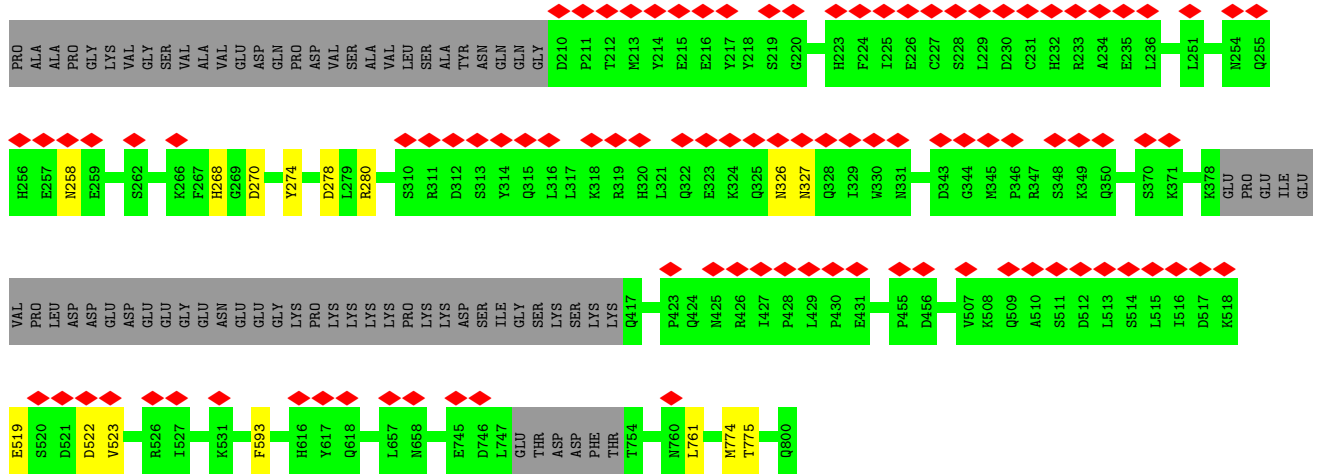 PRO ALA ALA PRO GLY LYS VAL GLY SER VAL ALA VAL GLU ASP GLN PRO ASP VAL SER ALA VAL LEU SER ALA TYR ASN GLN GLN GLY D210 P211 T212 M213 Y214 E215 E216 Y217 Y218 S219 G220 H223 F224 I225 E226 C227 S228 L229 D230 C231 H232 R233 A234 E235 L236 L251 N254 Q255
H256 E257 N258 E259 S262 K266 F267 H268 G269 D270 Y274 D278 L279 R280 S310 R311 D312 S313 Y314 Q315 L316 L317 K318 R319 H320 L321 Q322 E323 K324 Q325 N326 N327 Q328 I329 W330 N331 D343 G344 M345 P346 R347 S348 K349 Q350 S370 K371 K378 GLU PRO GLU ILE GLU
VAL PRO LEU ASP ASP GLU ASP GLU GLU GLY GLU ASN GLU GLU GLY LYS PRO LYS LYS LYS PRO LYS LYS ASP SER ILE GLY SER LYS SER LYS LYS Q417 P423 Q424 N425 R426 I427 P428 L429 P430 E431 P455 D456 V507 K508 Q509 A510 S511 D512 L513 S514 L515 I516 D517 K518
E519 S520 D521 D522 V523 R526 I527 K531 F593 H616 Y617 Q618 L657 N658 E745 D746 L747 GLU THR ASP ASP PHE THR T754 N760 L761 M774 T775 Q800